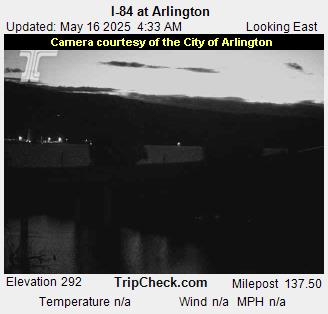 I-84 at Arlington
Updated: May 16 2025 4:33 AM Looking East
Camera courtesy of the City of Arlington
Elevation 292 TripCheck.com Milepost 137.50
Temperature n/a Wind n/a MPH n/a